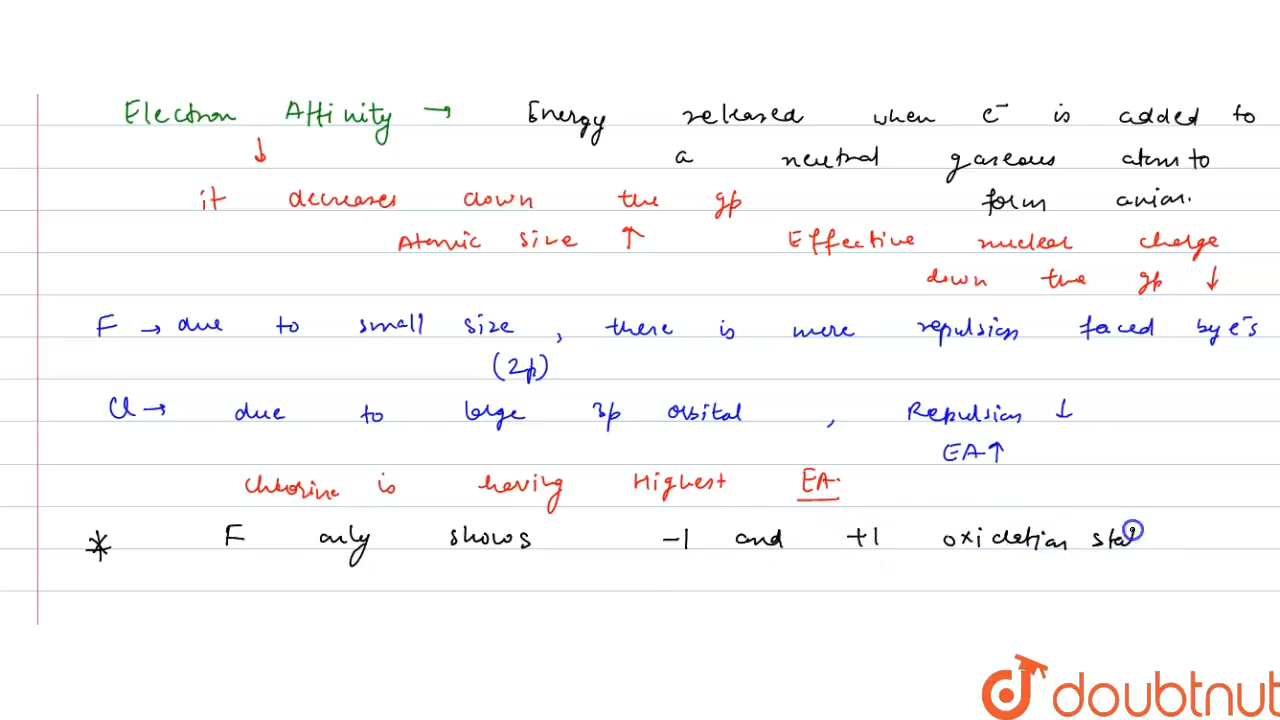 Electron Affinity → Energy released when e⁻ is added to
↓ a neutral gaseous atom to
it decreases down the gp form anion.
Atomic size ↑ Effective nuclear charge
down the gp ↓
F → due to small size , there is more repulsion faced by e⁻s
(2p)
Cl → due to large 3p orbital , Repulsion ↓
EA ↑
Chlorine is having Highest EA.
* F only shows -1 and +1 oxidation sta
doubtnut